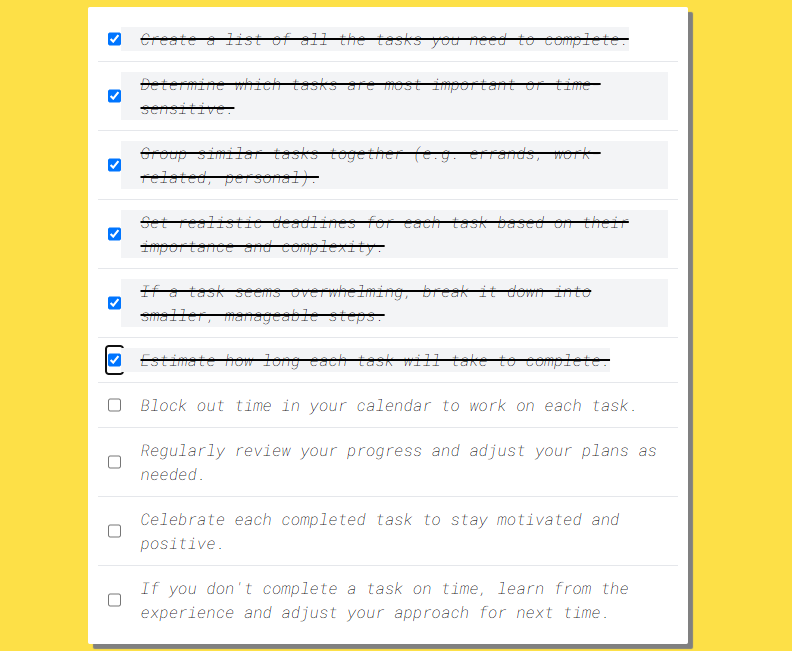 Create a list of all the tasks you need to complete.
Determine which tasks are most important or time
sensitive.
Group similar tasks together (e.g. errands, work
related, personal).
Set realistic deadlines for each task based on their
importance and complexity.
If a task seems overwhelming, break it down into
smaller, manageable steps.
Estimate how long each task will take to complete.
Block out time in your calendar to work on each task.
Regularly review your progress and adjust your plans as
needed.
Celebrate each completed task to stay motivated and
positive.
If you don't complete a task on time, learn from the
experience and adjust your approach for next time.